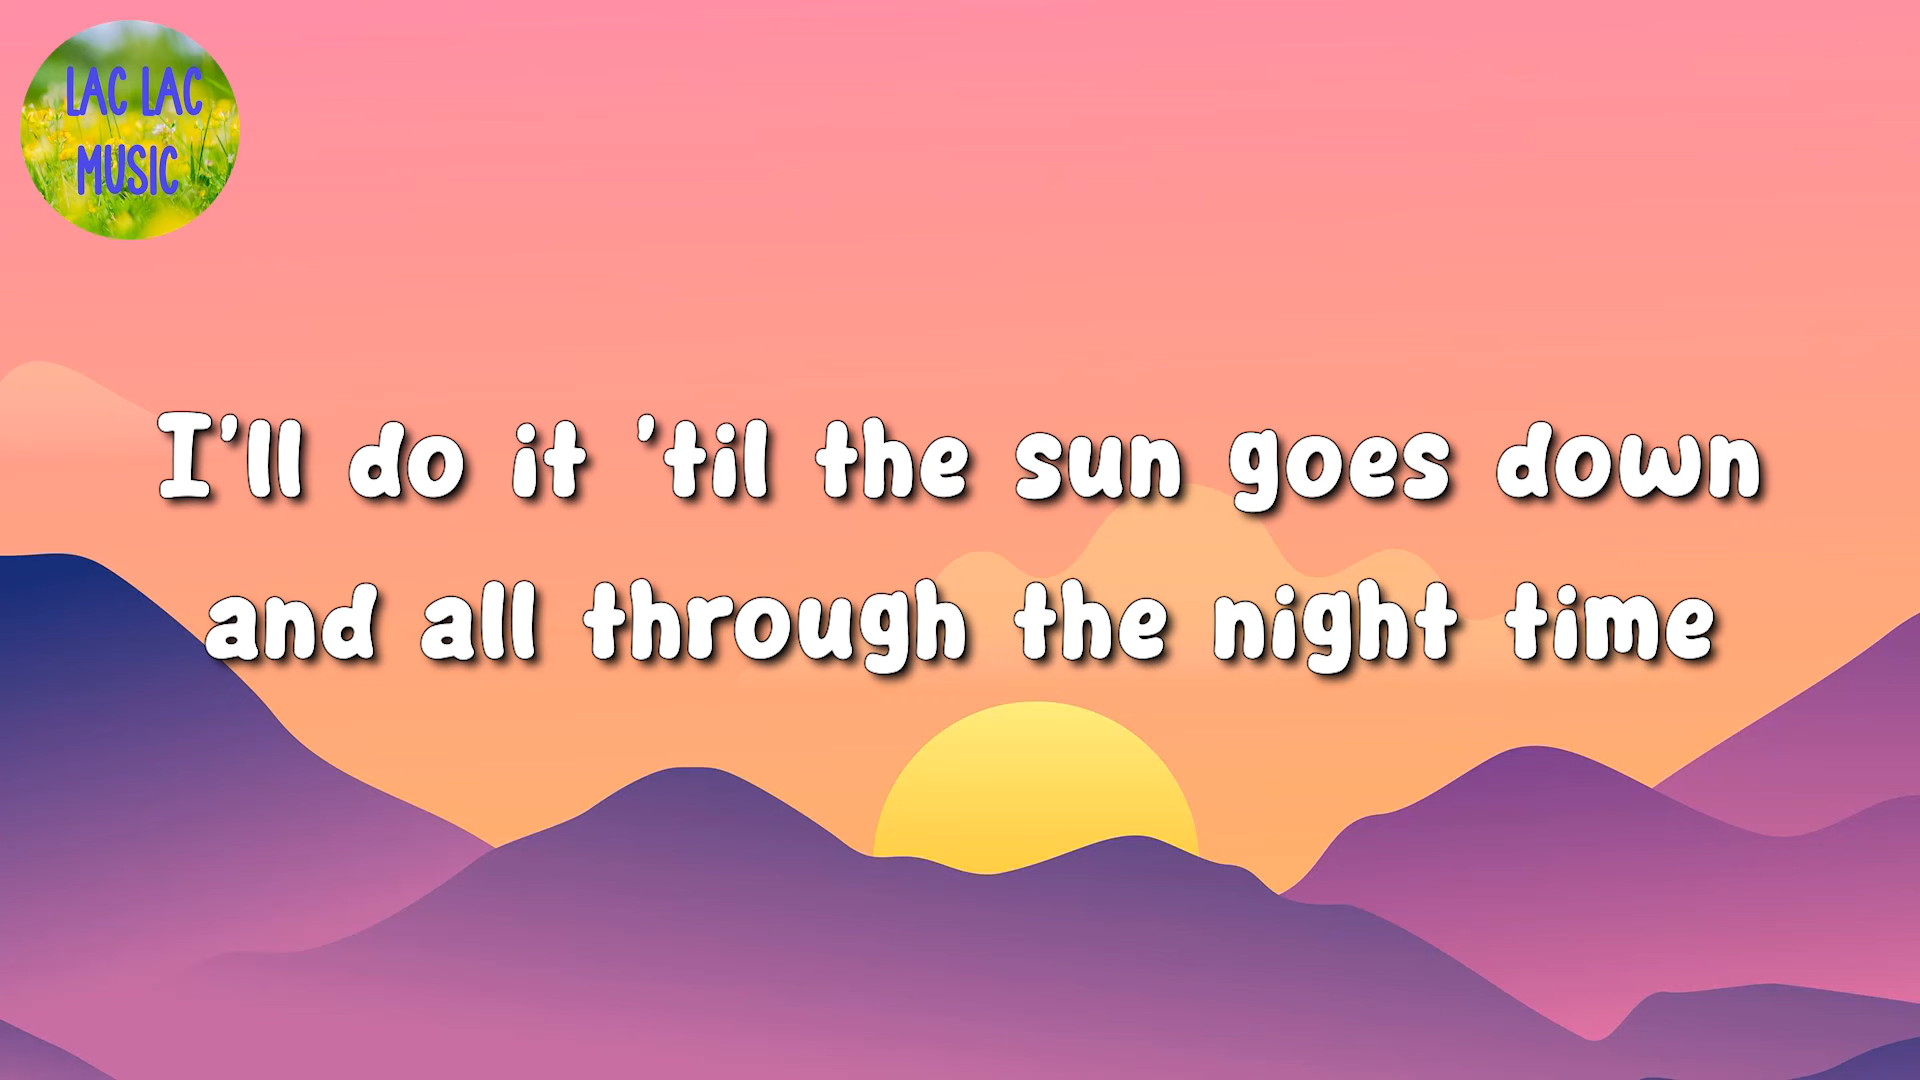 LAC LAC
MUSIC
I'll do it 'til the sun goes down
and all through the night time